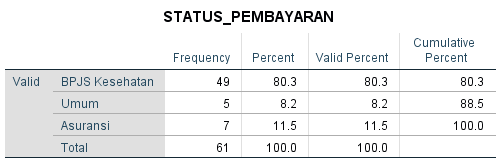 STATUS_PEMBAYARAN
Frequency Percent Valid Percent Cumulative Percent
Valid BPJS Kesehatan 49 80.3 80.3 80.3
Umum 5 8.2 8.2 88.5
Asuransi 7 11.5 11.5 100.0
Total 61 100.0 100.0